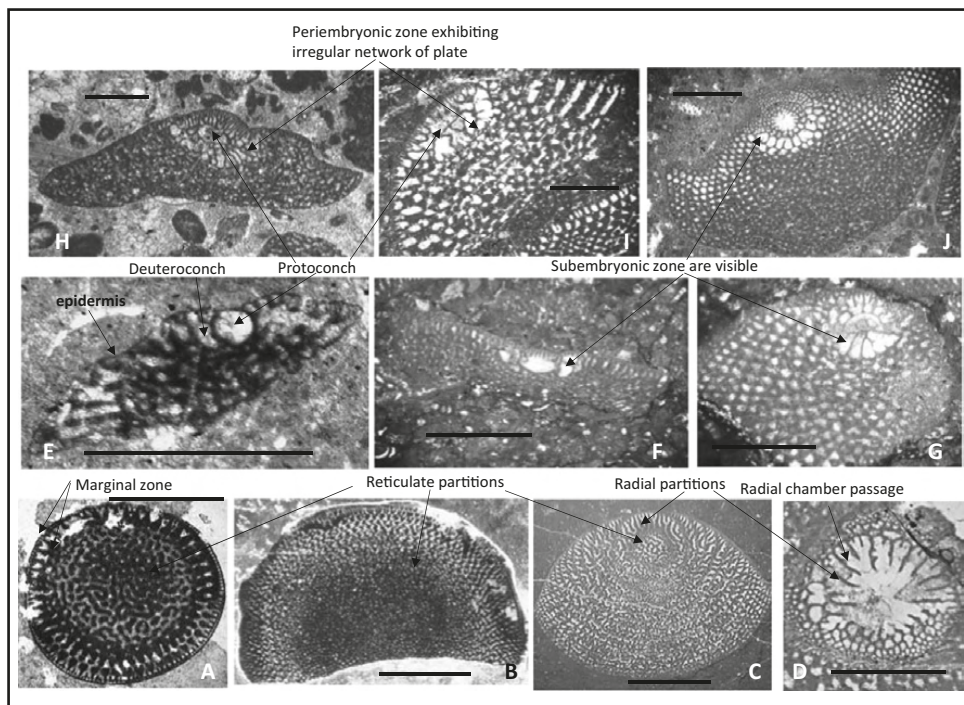 Periembryonic zone exhibiting
irregular network of plate
H
I
J
Deuteroconch
Protoconch
Subembryonic zone are visible
epidermis
E
F
G
Marginal zone
Reticulate partitions
Radial partitions
Radial chamber passage
A
B
C
D